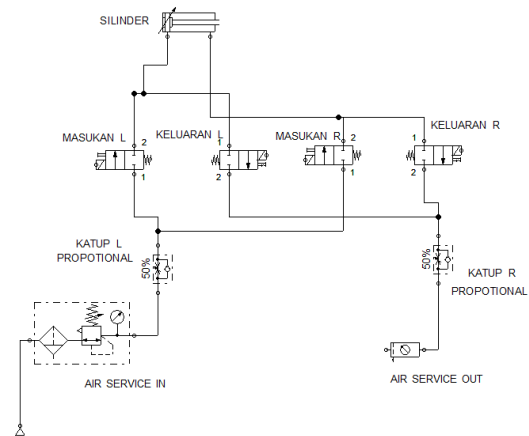 SILINDER
MASUKAN L
2
1
KELUARAN L
1
2
MASUKAN R
2
1
KELUARAN R
1
2
KATUP L
PROPOTIONAL
50%
50%
KATUP R
PROPOTIONAL
AIR SERVICE IN
AIR SERVICE OUT